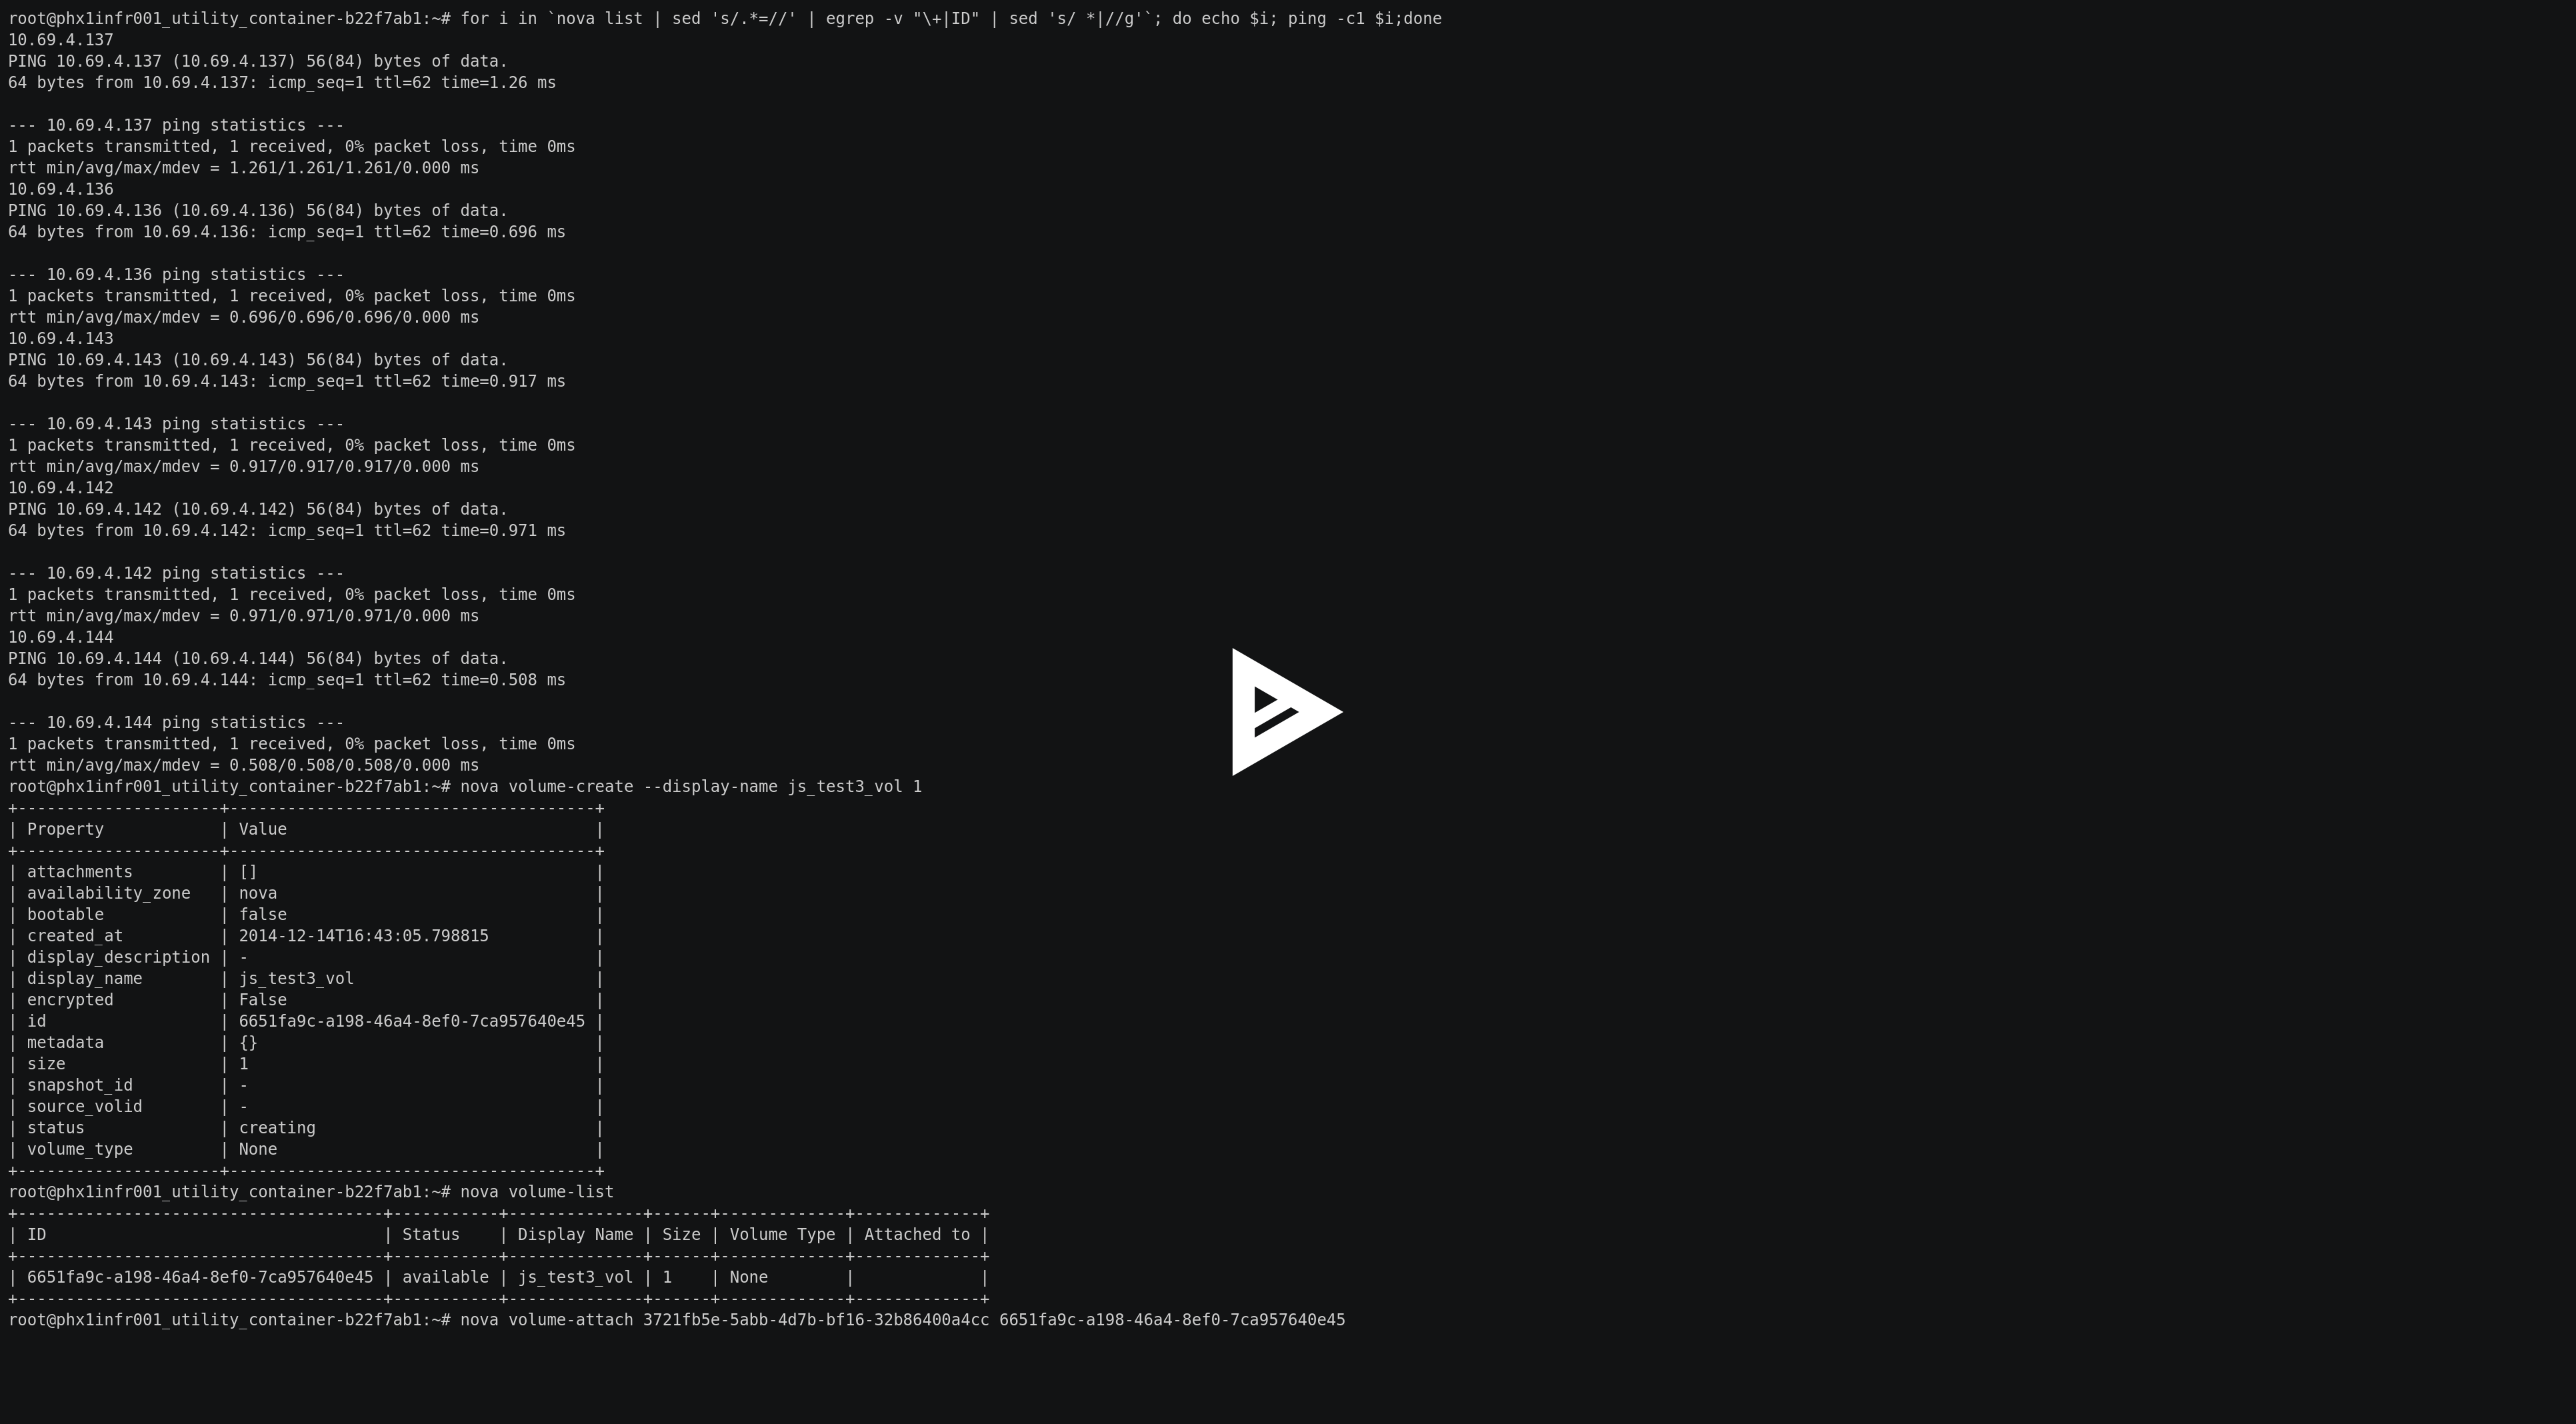 root@phx1infr001_utility_container-b22f7ab1:~# for i in `nova list | sed 's/.*=//' | egrep -v "\+|ID" | sed 's/ *|//g'`; do echo $i; ping -c1 $i;done
10.69.4.137
PING 10.69.4.137 (10.69.4.137) 56(84) bytes of data.
64 bytes from 10.69.4.137: icmp_seq=1 ttl=62 time=1.26 ms

--- 10.69.4.137 ping statistics ---
1 packets transmitted, 1 received, 0% packet loss, time 0ms
rtt min/avg/max/mdev = 1.261/1.261/1.261/0.000 ms
10.69.4.136
PING 10.69.4.136 (10.69.4.136) 56(84) bytes of data.
64 bytes from 10.69.4.136: icmp_seq=1 ttl=62 time=0.696 ms

--- 10.69.4.136 ping statistics ---
1 packets transmitted, 1 received, 0% packet loss, time 0ms
rtt min/avg/max/mdev = 0.696/0.696/0.696/0.000 ms
10.69.4.143
PING 10.69.4.143 (10.69.4.143) 56(84) bytes of data.
64 bytes from 10.69.4.143: icmp_seq=1 ttl=62 time=0.917 ms

--- 10.69.4.143 ping statistics ---
1 packets transmitted, 1 received, 0% packet loss, time 0ms
rtt min/avg/max/mdev = 0.917/0.917/0.917/0.000 ms
10.69.4.142
PING 10.69.4.142 (10.69.4.142) 56(84) bytes of data.
64 bytes from 10.69.4.142: icmp_seq=1 ttl=62 time=0.971 ms

--- 10.69.4.142 ping statistics ---
1 packets transmitted, 1 received, 0% packet loss, time 0ms
rtt min/avg/max/mdev = 0.971/0.971/0.971/0.000 ms
10.69.4.144
PING 10.69.4.144 (10.69.4.144) 56(84) bytes of data.
64 bytes from 10.69.4.144: icmp_seq=1 ttl=62 time=0.508 ms

--- 10.69.4.144 ping statistics ---
1 packets transmitted, 1 received, 0% packet loss, time 0ms
rtt min/avg/max/mdev = 0.508/0.508/0.508/0.000 ms
root@phx1infr001_utility_container-b22f7ab1:~# nova volume-create --display-name js_test3_vol 1
+---------------------+--------------------------------------+
| Property            | Value                                |
+---------------------+--------------------------------------+
| attachments         | []                                   |
| availability_zone   | nova                                 |
| bootable            | false                                |
| created_at          | 2014-12-14T16:43:05.798815           |
| display_description | -                                    |
| display_name        | js_test3_vol                         |
| encrypted           | False                                |
| id                  | 6651fa9c-a198-46a4-8ef0-7ca957640e45 |
| metadata            | {}                                   |
| size                | 1                                    |
| snapshot_id         | -                                    |
| source_volid        | -                                    |
| status              | creating                             |
| volume_type         | None                                 |
+---------------------+--------------------------------------+
root@phx1infr001_utility_container-b22f7ab1:~# nova volume-list
+--------------------------------------+-----------+--------------+------+-------------+-------------+
| ID                                   | Status    | Display Name | Size | Volume Type | Attached to |
+--------------------------------------+-----------+--------------+------+-------------+-------------+
| 6651fa9c-a198-46a4-8ef0-7ca957640e45 | available | js_test3_vol | 1    | None        |             |
+--------------------------------------+-----------+--------------+------+-------------+-------------+
root@phx1infr001_utility_container-b22f7ab1:~# nova volume-attach 3721fb5e-5abb-4d7b-bf16-32b86400a4cc 6651fa9c-a198-46a4-8ef0-7ca957640e45